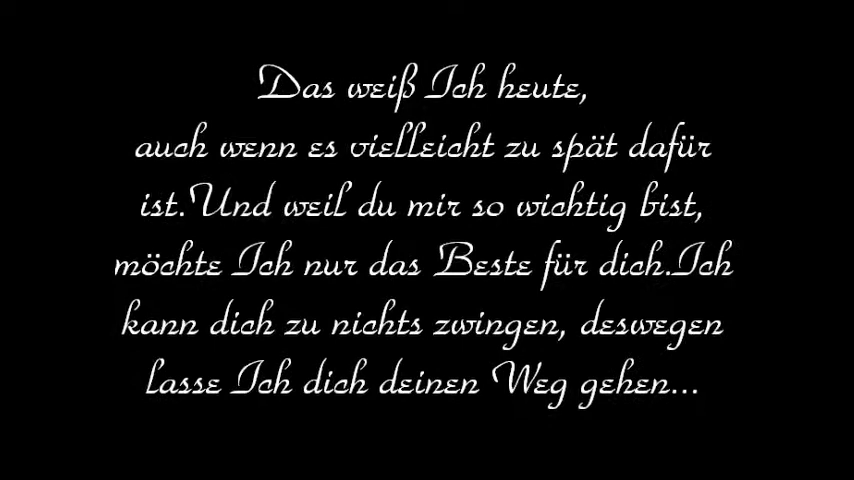 Das weiß Ich heute,
auch wenn es vielleicht zu spät dafür
ist.Und weil du mir so wichtig bist,
möchte Ich nur das Beste für dich.Ich
kann dich zu nichts zwingen, deswegen
lasse Ich dich deinen Weg gehen...